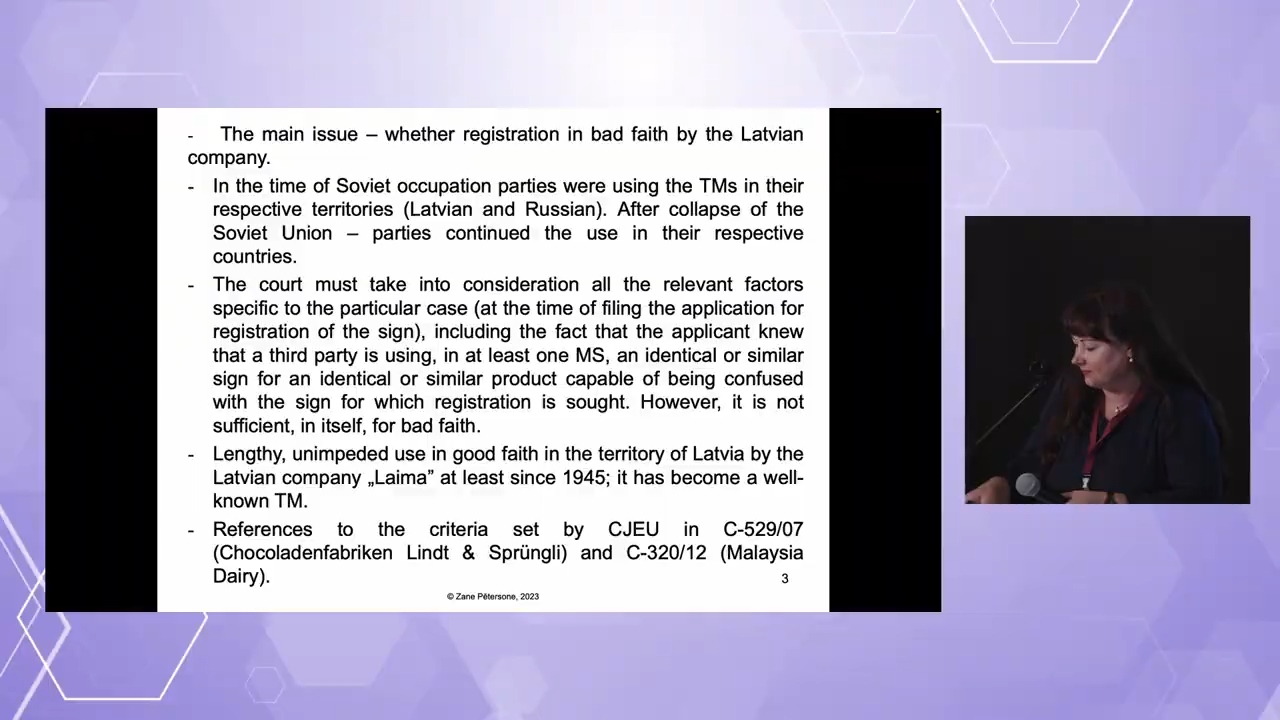 - The main issue – whether registration in bad faith by the Latvian
company.
- In the time of Soviet occupation parties were using the TMs in their
respective territories (Latvian and Russian). After collapse of the
Soviet Union – parties continued the use in their respective
countries.
- The court must take into consideration all the relevant factors
specific to the particular case (at the time of filing the application for
registration of the sign), including the fact that the applicant knew
that a third party is using, in at least one MS, an identical or similar
sign for an identical or similar product capable of being confused
with the sign for which registration is sought. However, it is not
sufficient, in itself, for bad faith.
- Lengthy, unimpeded use in good faith in the territory of Latvia by the
Latvian company „Laima” at least since 1945; it has become a well-
known TM.
- References to the criteria set by CJEU in C-529/07
(Chocoladenfabriken Lindt & Sprüngli) and C-320/12 (Malaysia
Dairy).
3
© Zane Pētersone, 2023